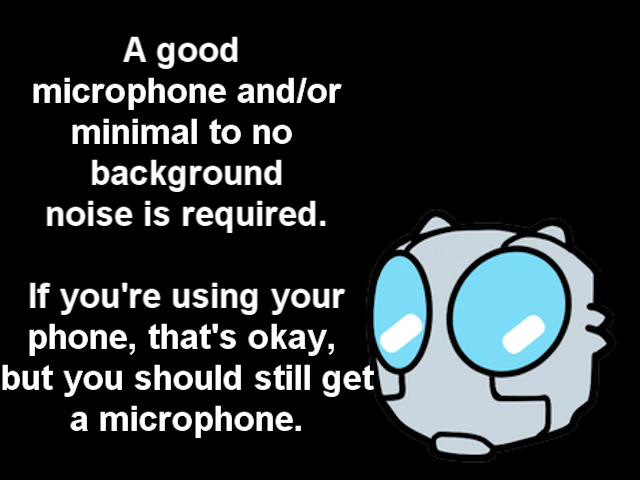 A good
microphone and/or
minimal to no
background
noise is required.
If you're using your
phone, that's okay,
but you should still get
a microphone.